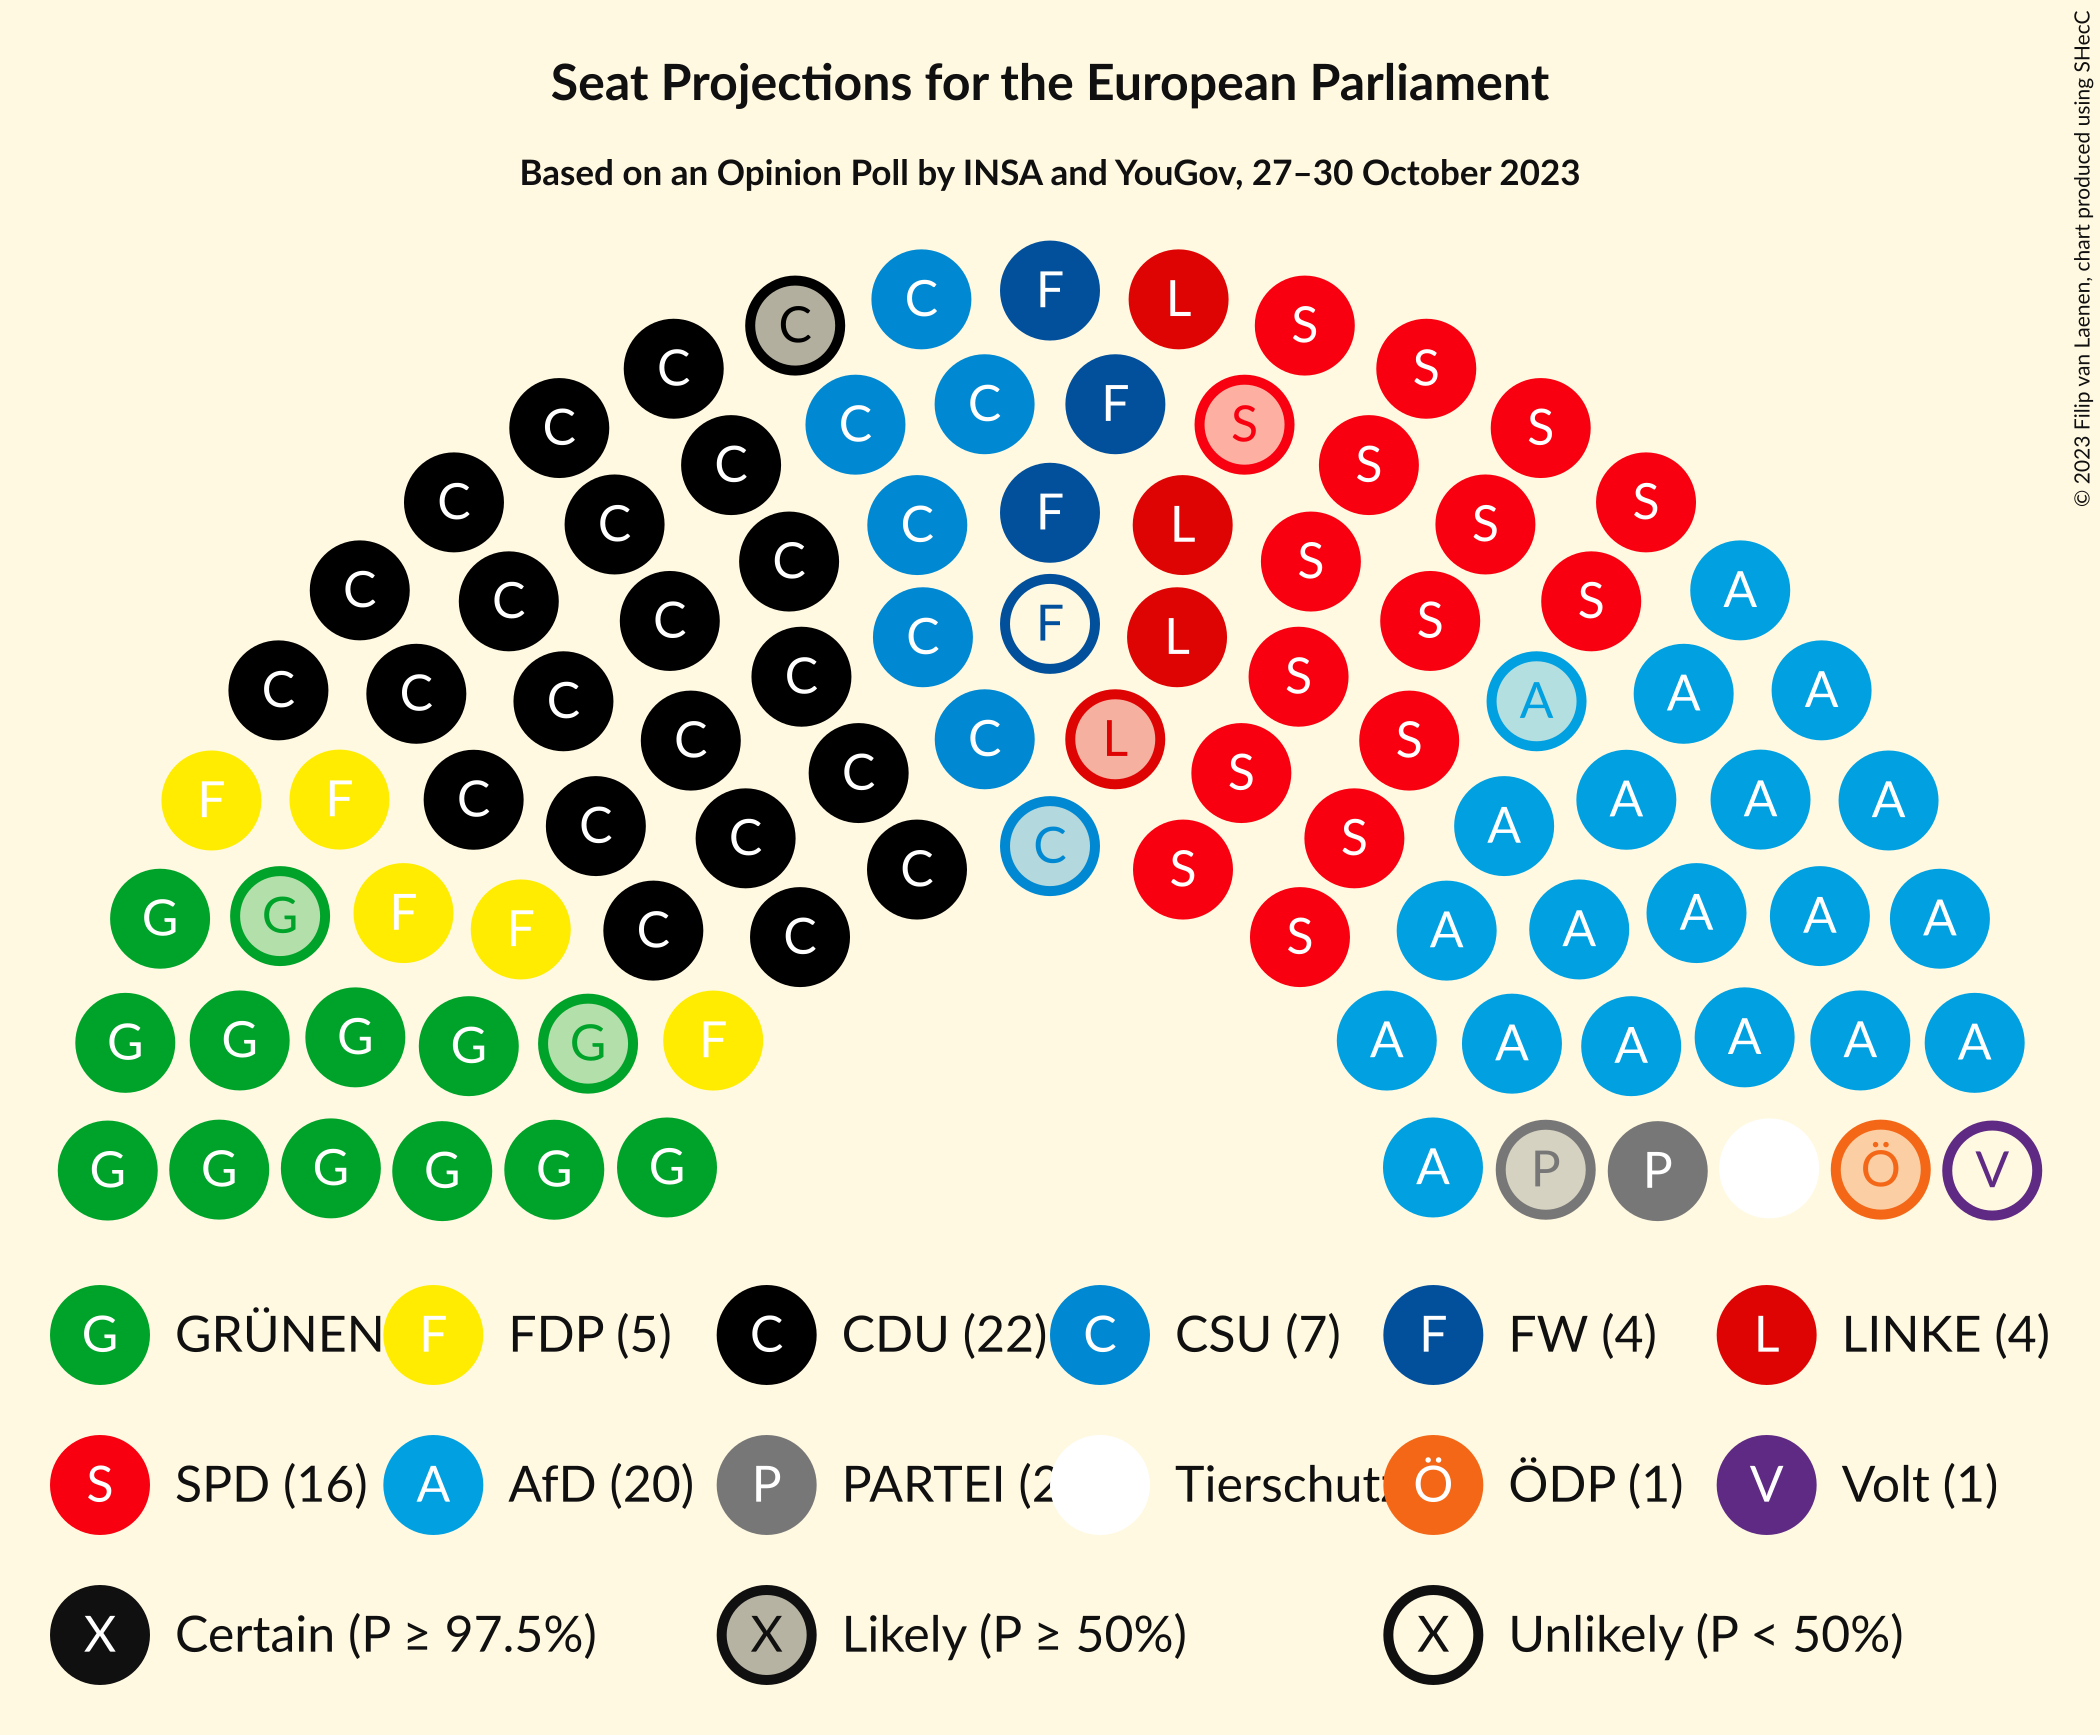 Seat Projections for the European Parliament
Based on an Opinion Poll by INSA and YouGov, 27–30 October 2023
© 2023 Filip van Laenen, chart produced using SHecC
C F L
C S
C S
C C F S S
C S
C C S S
C F L
C C S S
C C S S A
C F L
C C C S S A
C C A A
C C C L S S
F F C A A A
C C S S
C C A
G G F C C S A A A
F C C S A A
G G G G G F A A A A A A
G G G G G G A P P Ö V
G GRÜNEN F FDP (5) C CDU (22) C CSU (7) F FW (4) L LINKE (4)
S SPD (16) A AfD (20) P PARTEI (2 Tierschutz Ö ÖDP (1) V Volt (1)
X Certain (P ≥ 97.5%) X Likely (P ≥ 50%) X Unlikely (P < 50%)